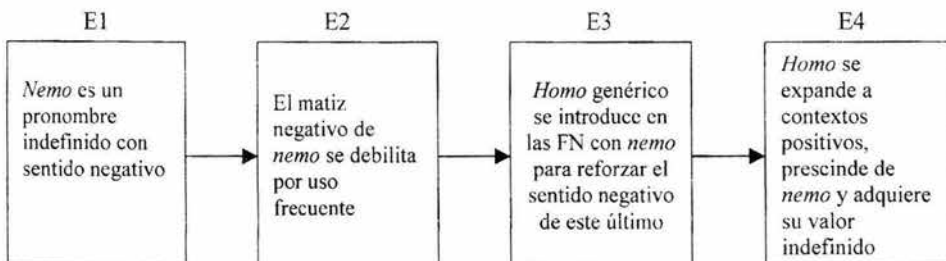 E1
E2
E3
E4
Nemo es un
pronombre
indefinido con
sentido negativo
El matiz
negativo de
nemo se debilita
por uso
frecuente
Homo genérico
se introduce en
las FN con nemo
para reforzar el
sentido negativo
de este último
Homo se
expande a
contextos
positivos,
prescinde de
nemo y adquiere
su valor
indefinido